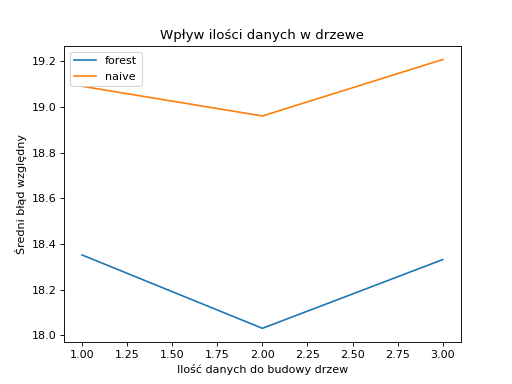 Wpływ ilości danych w drzewe
forest
naive
Średni błąd względny
19.2
19.0
18.8
18.6
18.4
18.2
18.0
1.00 1.25 1.50 1.75 2.00 2.25 2.50 2.75 3.00
Ilość danych do budowy drzew